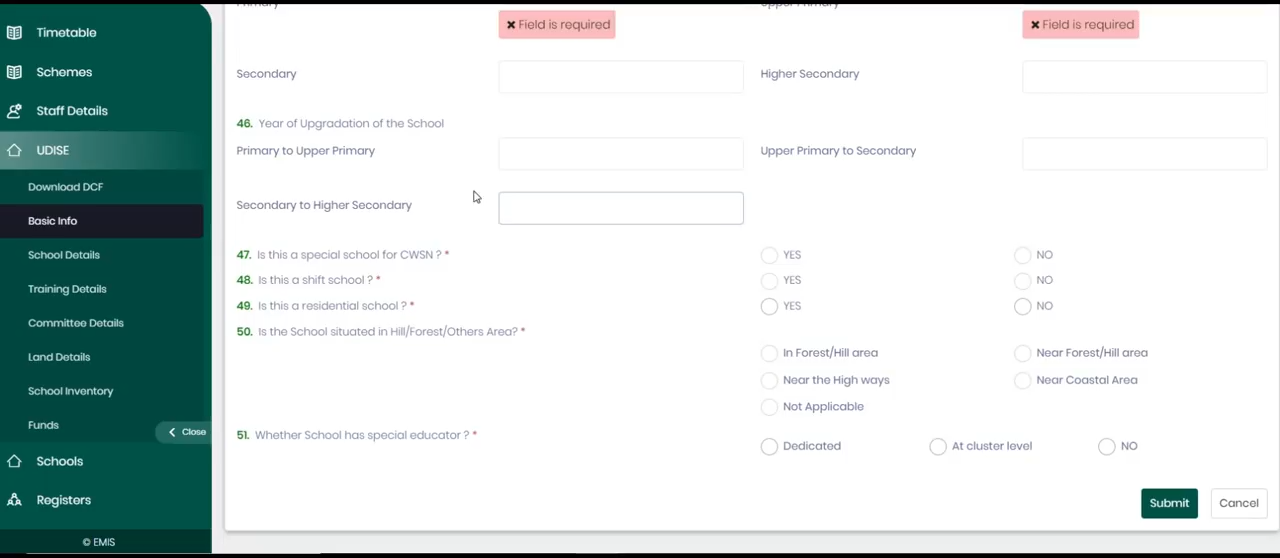 Timetable
Schemes
Staff Details
UDISE
Download DCF
Basic Info
School Details
Training Details
Committee Details
Land Details
School Inventory
Funds
Close
Schools
Registers
© EMIS
Primary
Upper Primary
✖ Field is required
✖ Field is required
Secondary
Higher Secondary
46. Year of Upgradation of the School
Primary to Upper Primary
Upper Primary to Secondary
Secondary to Higher Secondary
47. Is this a special school for CWSN ? * YES NO
48. Is this a shift school ? * YES NO
49. Is this a residential school ? * YES NO
50. Is the School situated in Hill/Forest/Others Area? *
In Forest/Hill area Near Forest/Hill area
Near the High ways Near Coastal Area
Not Applicable
51. Whether School has special educator ? *
Dedicated At cluster level NO
Submit Cancel